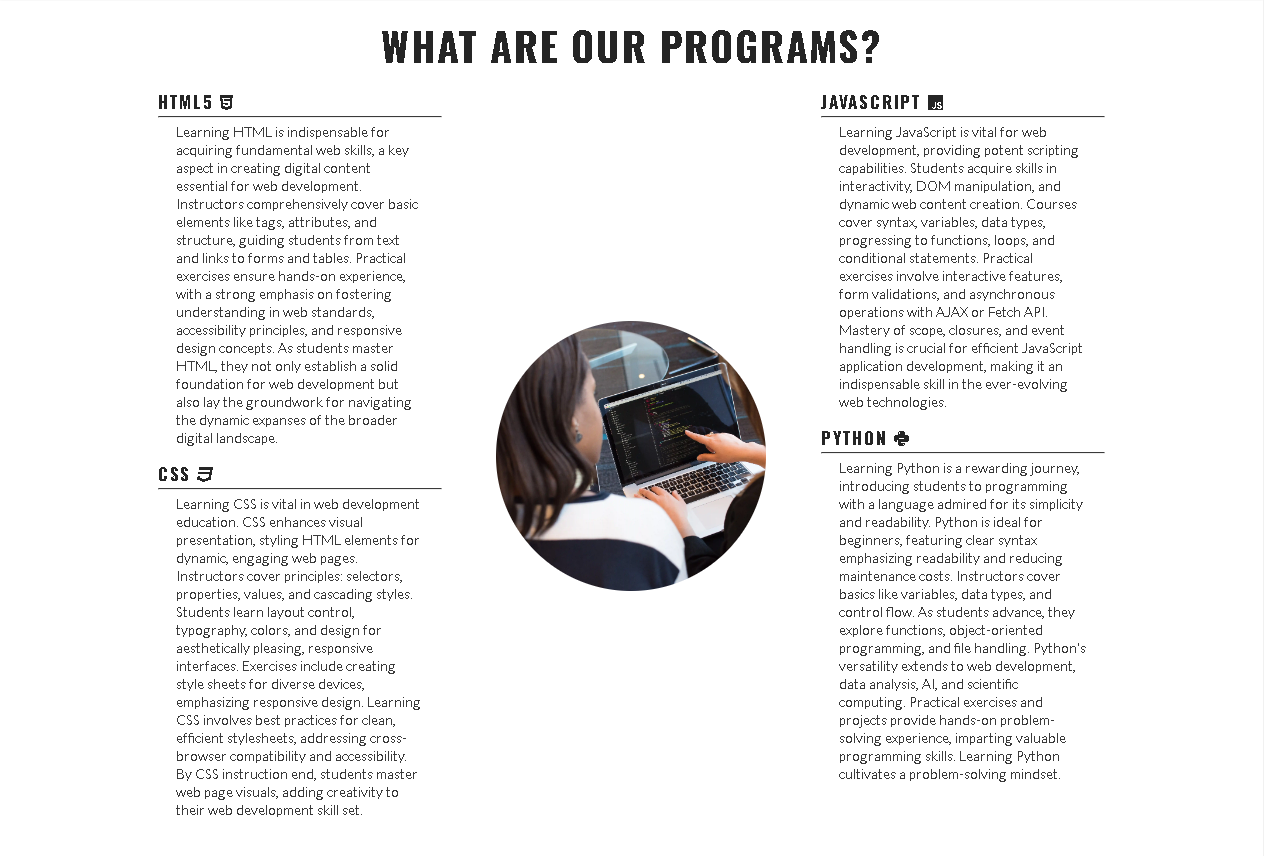 WHAT ARE OUR PROGRAMS?
HTML5
Learning HTML is indispensable for
acquiring fundamental web skills, a key
aspect in creating digital content
essential for web development.
Instructors comprehensively cover basic
elements like tags, attributes, and
structure, guiding students from text
and links to forms and tables. Practical
exercises ensure hands-on experience,
with a strong emphasis on fostering
understanding in web standards,
accessibility principles, and responsive
design concepts. As students master
HTML, they not only establish a solid
foundation for web development but
also lay the groundwork for navigating
the dynamic expanses of the broader
digital landscape.
CSS
Learning CSS is vital in web development
education. CSS enhances visual
presentation, styling HTML elements for
dynamic, engaging web pages.
Instructors cover principles: selectors,
properties, values, and cascading styles.
Students learn layout control,
typography, colors, and design for
aesthetically pleasing, responsive
interfaces. Exercises include creating
style sheets for diverse devices,
emphasizing responsive design. Learning
CSS involves best practices for clean,
efficient stylesheets, addressing cross-
browser compatibility and accessibility.
By CSS instruction end, students master
web page visuals, adding creativity to
their web development skill set.
JAVASCRIPT JS
Learning JavaScript is vital for web
development, providing potent scripting
capabilities. Students acquire skills in
interactivity, DOM manipulation, and
dynamic web content creation. Courses
cover syntax, variables, data types,
progressing to functions, loops, and
conditional statements. Practical
exercises involve interactive features,
form validations, and asynchronous
operations with AJAX or Fetch API.
Mastery of scope, closures, and event
handling is crucial for efficient JavaScript
application development, making it an
indispensable skill in the ever-evolving
web technologies.
PYTHON
Learning Python is a rewarding journey,
introducing students to programming
with a language admired for its simplicity
and readability. Python is ideal for
beginners, featuring clear syntax
emphasizing readability and reducing
maintenance costs. Instructors cover
basics like variables, data types, and
control flow. As students advance, they
explore functions, object-oriented
programming, and file handling. Python's
versatility extends to web development,
data analysis, AI, and scientific
computing. Practical exercises and
projects provide hands-on problem-
solving experience, imparting valuable
programming skills. Learning Python
cultivates a problem-solving mindset.